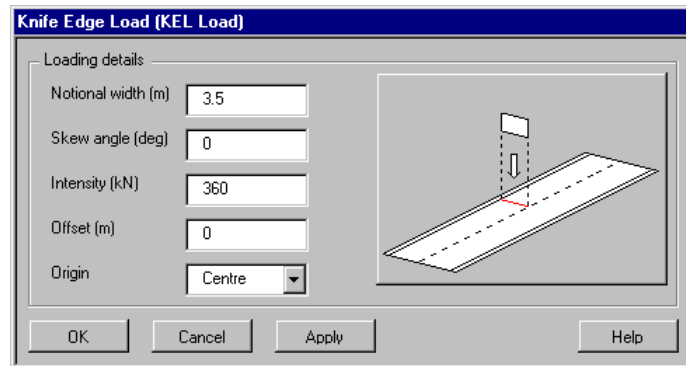 Knife Edge Load (KEL Load)
Loading details
Notional width (m) 3.5
Skew angle (deg) 0
Intensity (kN) 360
Offset (m) 0
Origin Centre
OK Cancel Apply Help